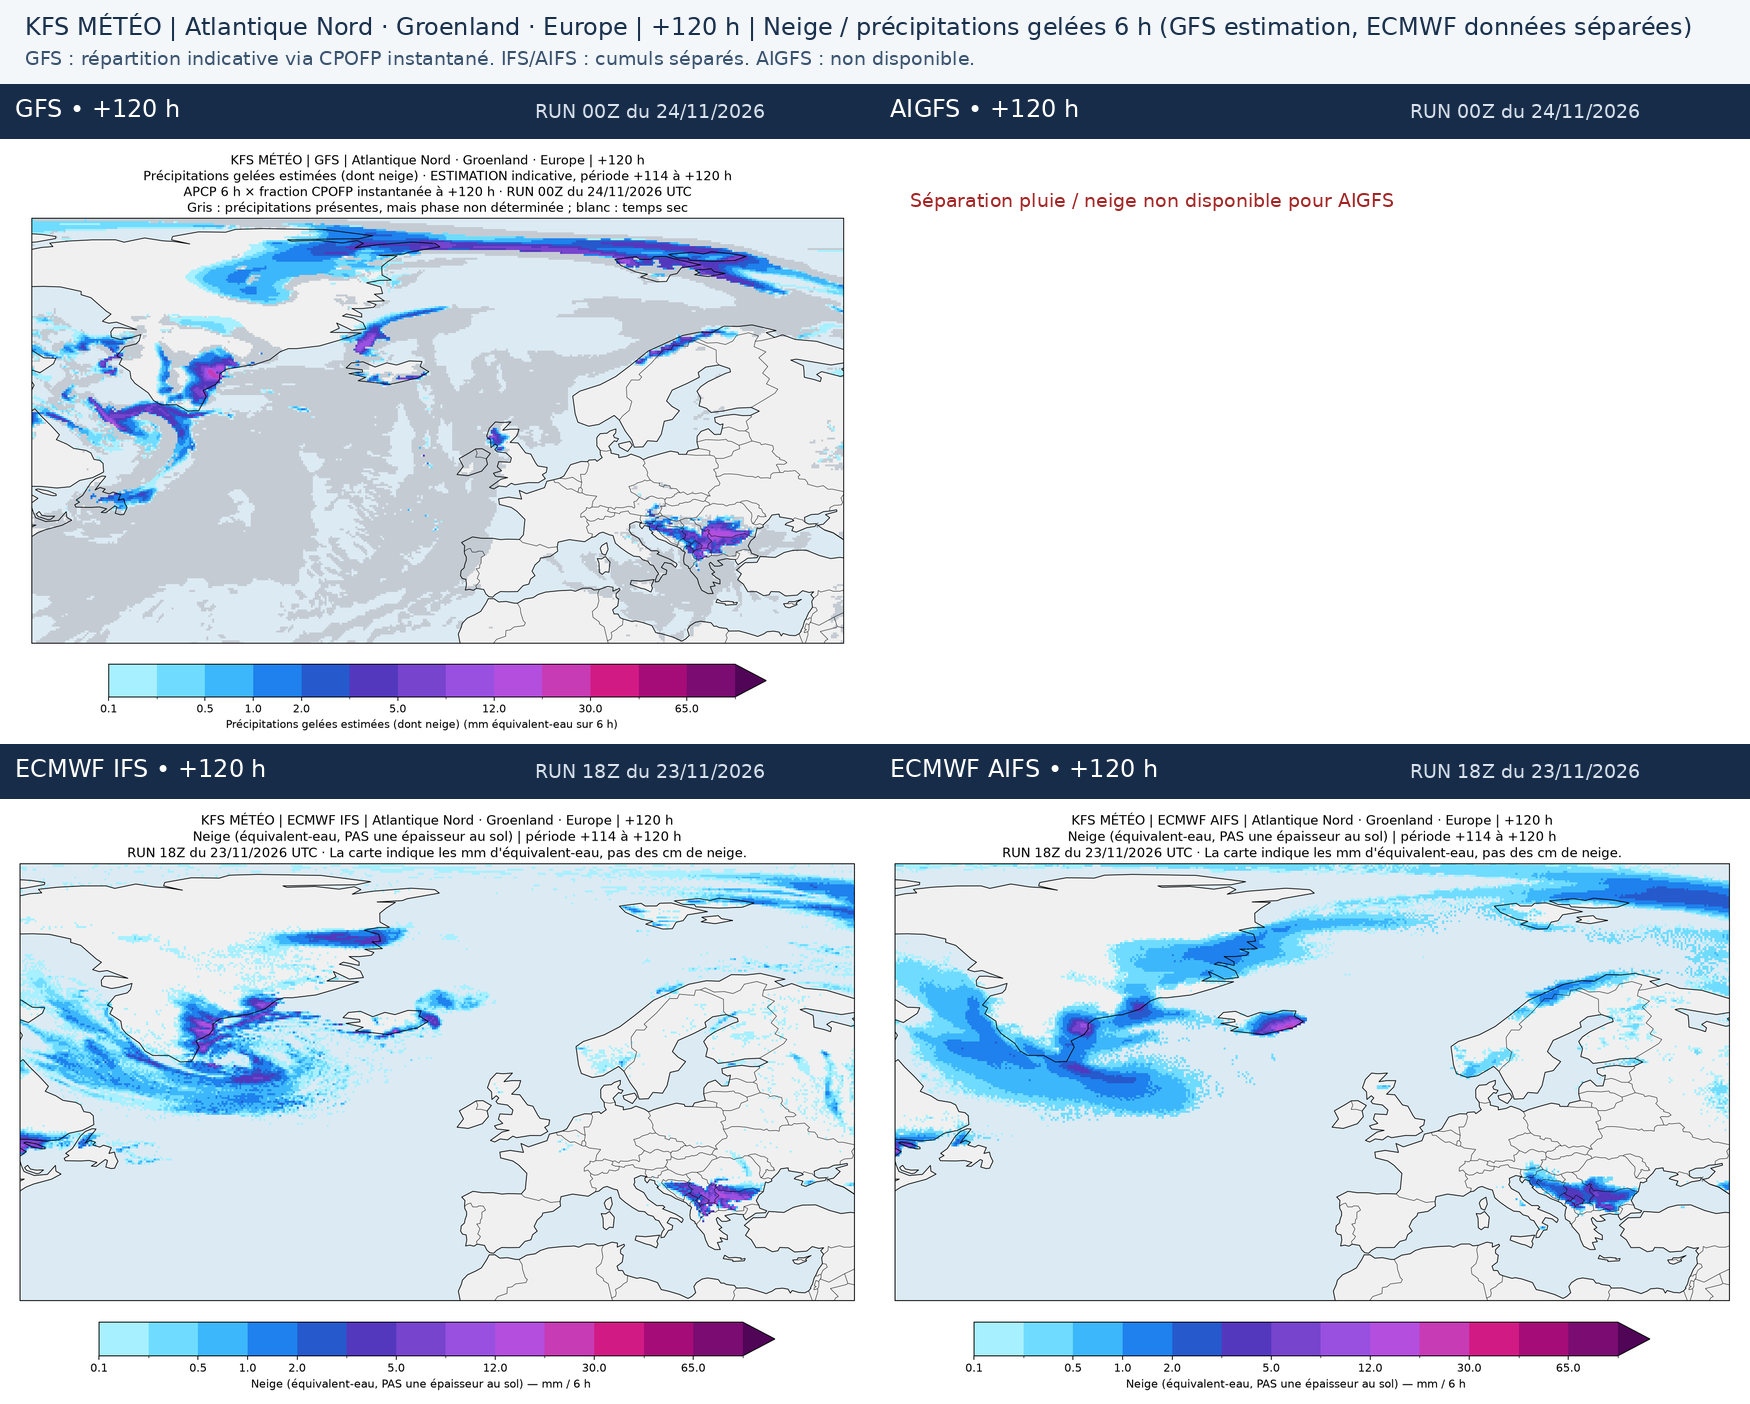 KFS MÉTÉO | Atlantique Nord · Groenland · Europe | +120 h | Neige / précipitations gelées 6 h (GFS estimation, ECMWF données séparées)
GFS : répartition indicative via CPOFP instantané. IFS/AIFS : cumuls séparés. AIGFS : non disponible.
GFS • +120 h
RUN 00Z du 24/11/2026
KFS MÉTÉO | GFS | Atlantique Nord · Groenland · Europe | +120 h
Précipitations gelées estimées (dont neige) · ESTIMATION indicative, période +114 à +120 h
APCP 6 h × fraction CPOFP instantanée à +120 h · RUN 00Z du 24/11/2026 UTC
Gris : précipitations présentes, mais phase non déterminée ; blanc : temps sec
0.1 0.5 1.0 2.0 5.0 12.0 30.0 65.0
Précipitations gelées estimées (dont neige) (mm équivalent-eau sur 6 h)
AIGFS • +120 h
RUN 00Z du 24/11/2026
Séparation pluie / neige non disponible pour AIGFS
ECMWF IFS • +120 h
RUN 18Z du 23/11/2026
KFS MÉTÉO | ECMWF IFS | Atlantique Nord · Groenland · Europe | +120 h
Neige (équivalent-eau, PAS une épaisseur au sol) | période +114 à +120 h
RUN 18Z du 23/11/2026 UTC · La carte indique les mm d'équivalent-eau, pas des cm de neige.
0.1 0.5 1.0 2.0 5.0 12.0 30.0 65.0
Neige (équivalent-eau, PAS une épaisseur au sol) — mm / 6 h
ECMWF AIFS • +120 h
RUN 18Z du 23/11/2026
KFS MÉTÉO | ECMWF AIFS | Atlantique Nord · Groenland · Europe | +120 h
Neige (équivalent-eau, PAS une épaisseur au sol) | période +114 à +120 h
RUN 18Z du 23/11/2026 UTC · La carte indique les mm d'équivalent-eau, pas des cm de neige.
0.1 0.5 1.0 2.0 5.0 12.0 30.0 65.0
Neige (équivalent-eau, PAS une épaisseur au sol) — mm / 6 h